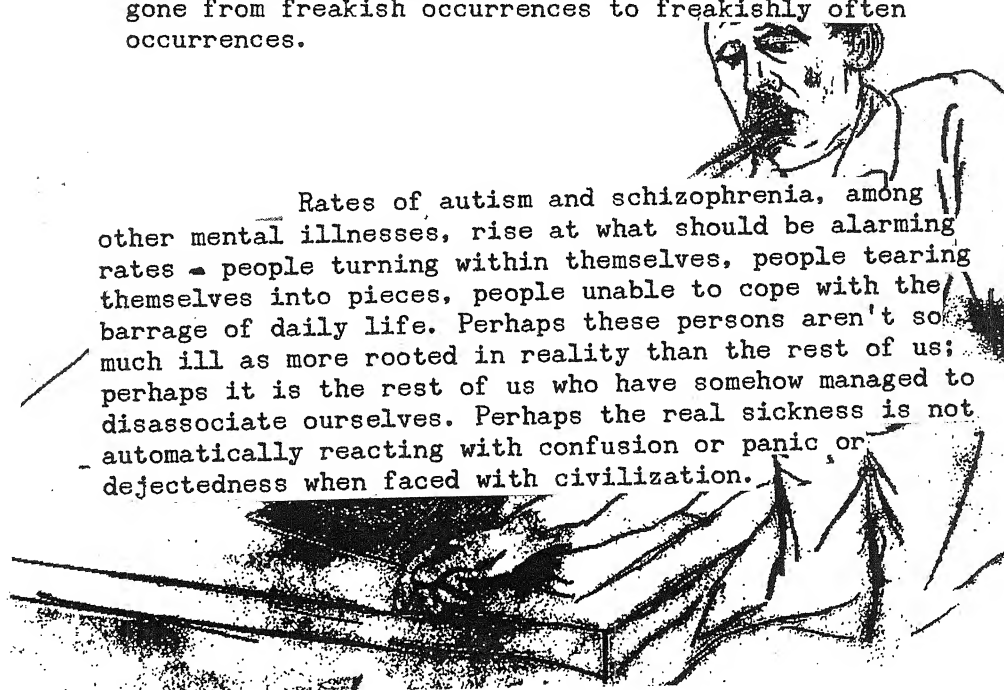 gone from freakish occurrences to freakishly often
occurrences.
Rates of autism and schizophrenia, among
other mental illnesses, rise at what should be alarming
rates - people turning within themselves, people tearing
themselves into pieces, people unable to cope with the
barrage of daily life. Perhaps these persons aren't so
much ill as more rooted in reality than the rest of us;
perhaps it is the rest of us who have somehow managed to
disassociate ourselves. Perhaps the real sickness is not
automatically reacting with confusion or panic or
dejectedness when faced with civilization.